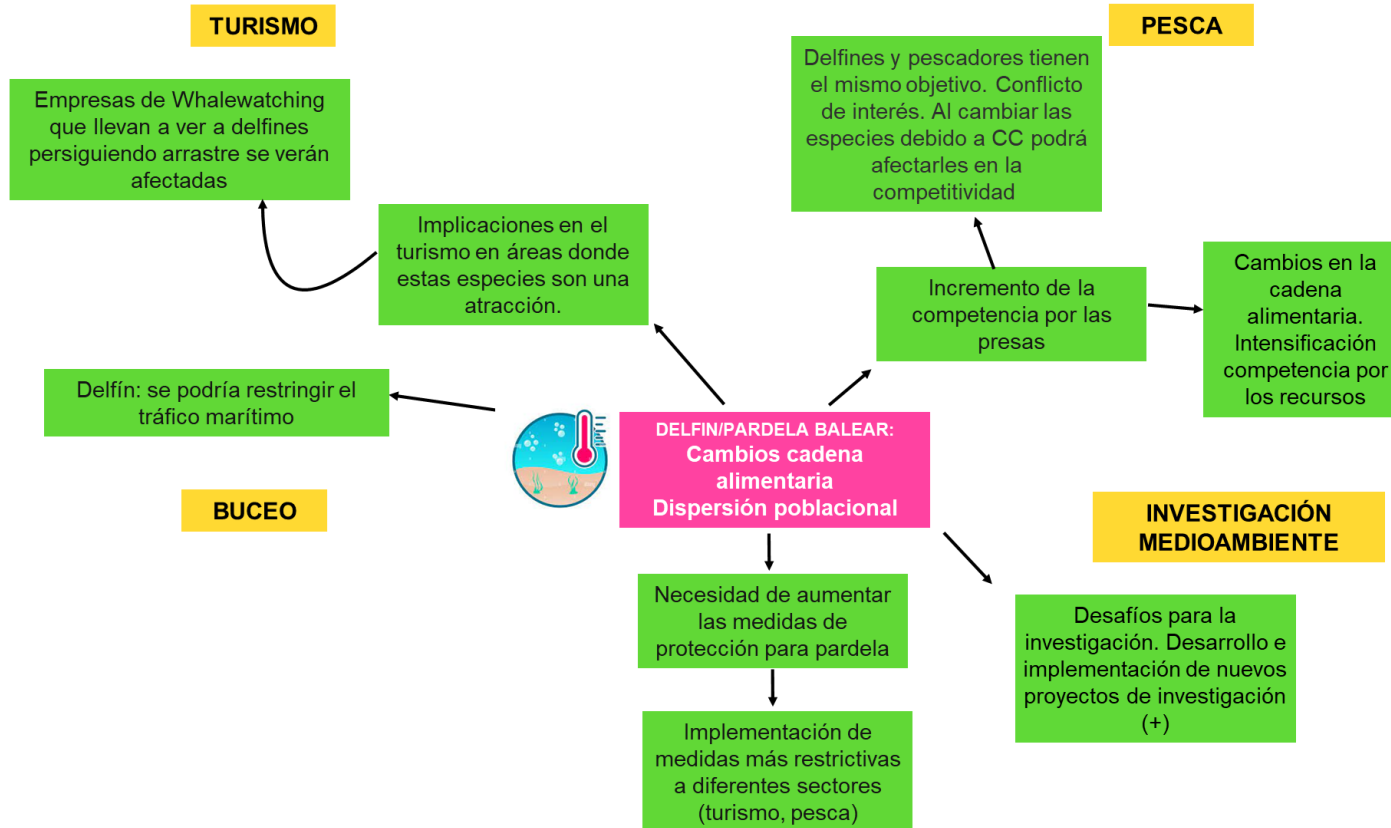 TURISMO
PESCA
Empresas de Whalewatching
que llevan a ver a delfines
persiguiendo arrastre se verán
afectadas
Delfines y pescadores tienen
el mismo objetivo. Conflicto
de interés. Al cambiar las
especies debido a CC podrá
afectarles en la
competitividad
Implicaciones en el
turismo en áreas donde
estas especies son una
atracción.
Incremento de la
competencia por las
presas
Cambios en la
cadena
alimentaria.
Intensificación
competencia por
los recursos
Delfín: se podría restringir el
tráfico marítimo
DELFIN/PARDELA BALEAR:
Cambios cadena
alimentaria
Dispersión poblacional
BUCEO
INVESTIGACIÓN
MEDIOAMBIENTE
Necesidad de aumentar
las medidas de
protección para pardela
Desafíos para la
investigación. Desarrollo e
implementación de nuevos
proyectos de investigación
(+)
Implementación de
medidas más restrictivas
a diferentes sectores
(turismo, pesca)